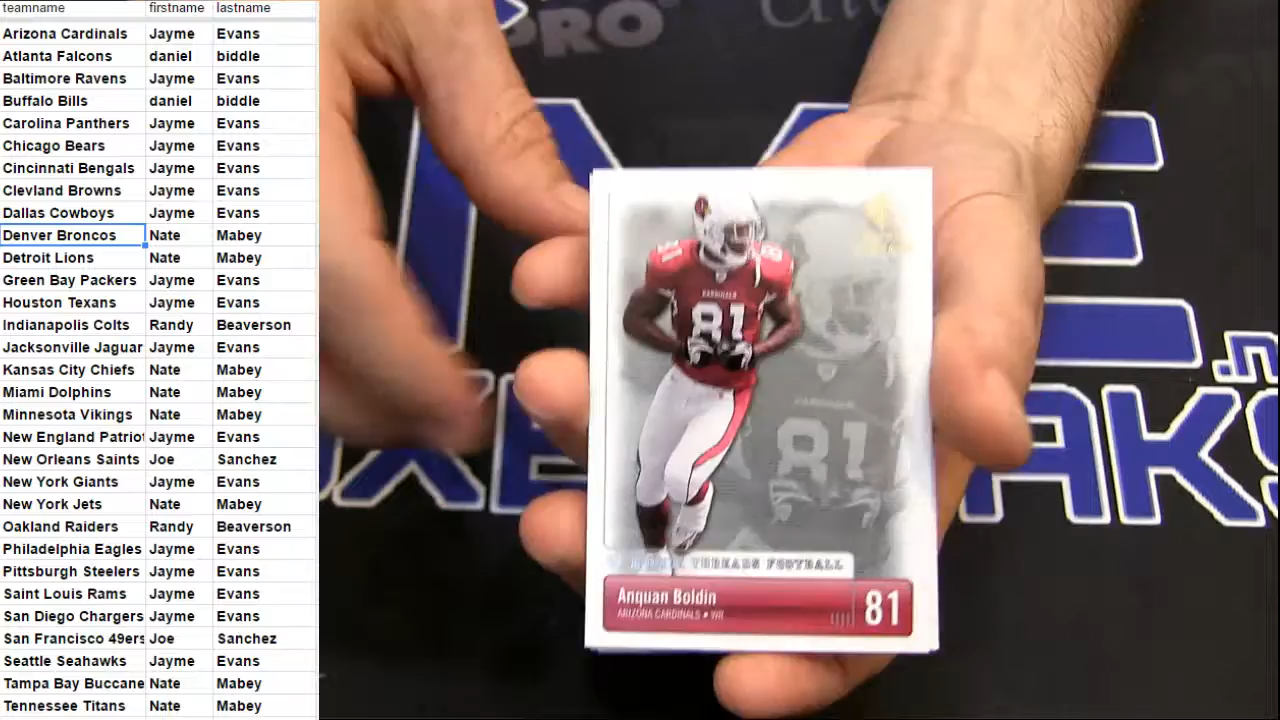 teamname firstname lastname
Arizona Cardinals Jayme Evans
Atlanta Falcons daniel biddle
Baltimore Ravens Jayme Evans
Buffalo Bills daniel biddle
Carolina Panthers Jayme Evans
Chicago Bears Jayme Evans
Cincinnati Bengals Jayme Evans
Clevland Browns Jayme Evans
Dallas Cowboys Jayme Evans
Denver Broncos Nate Mabey
Detroit Lions Nate Mabey
Green Bay Packers Jayme Evans
Houston Texans Jayme Evans
Indianapolis Colts Randy Beaverson
Jacksonville Jaguar Jayme Evans
Kansas City Chiefs Nate Mabey
Miami Dolphins Nate Mabey
Minnesota Vikings Nate Mabey
New England Patriot Jayme Evans
New Orleans Saints Joe Sanchez
New York Giants Jayme Evans
New York Jets Nate Mabey
Oakland Raiders Randy Beaverson
Philadelphia Eagles Jayme Evans
Pittsburgh Steelers Jayme Evans
Saint Louis Rams Jayme Evans
San Diego Chargers Jayme Evans
San Francisco 49ers Joe Sanchez
Seattle Seahawks Jayme Evans
Tampa Bay Buccane Nate Mabey
Tennessee Titans Nate Mabey
PRO
81
CARDINALS
81
81
THREADS FOOTBALL
Anquan Boldin
ARIZONA CARDINALS • WR
81